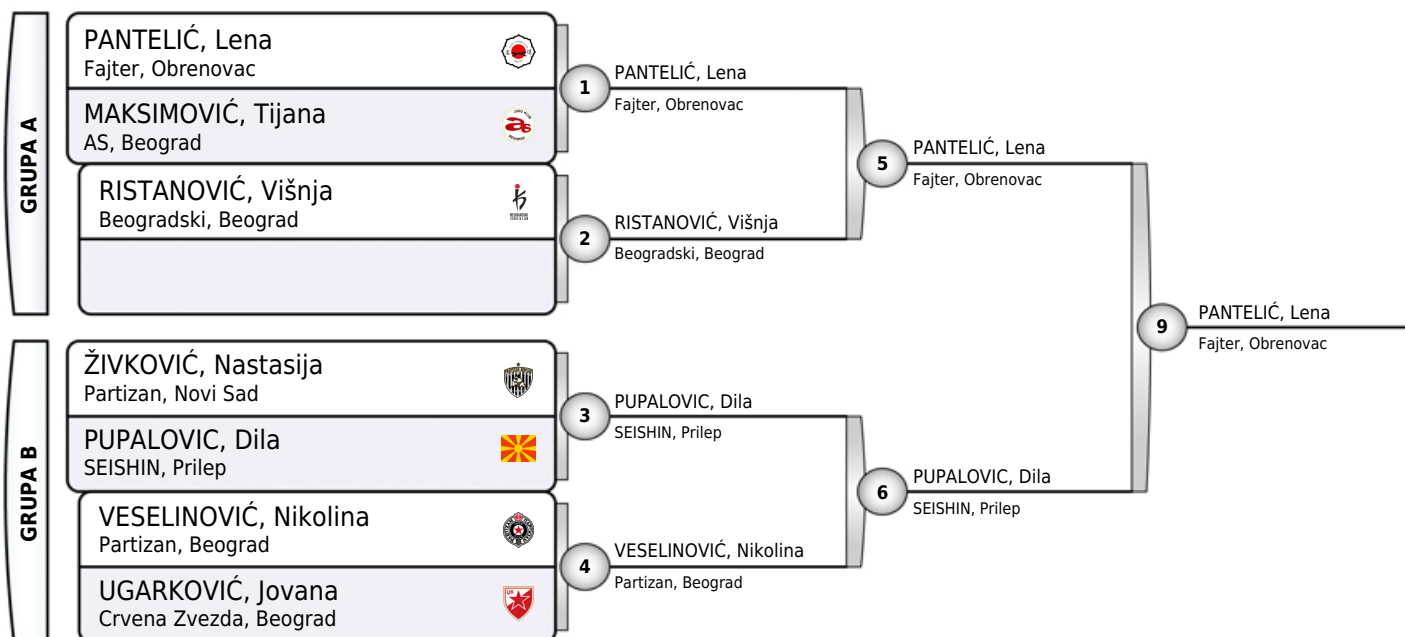 GRUPA A
PANTELIĆ, Lena
Fajter, Obrenovac
MAKSIMOVIĆ, Tijana
AS, Beograd
RISTANOVIĆ, Višnja
Beogradski, Beograd
1
PANTELIĆ, Lena
Fajter, Obrenovac
2
RISTANOVIĆ, Višnja
Beogradski, Beograd
5
PANTELIĆ, Lena
Fajter, Obrenovac
GRUPA B
ŽIVKOVIĆ, Nastasija
Partizan, Novi Sad
PUPALOVIC, Dila
SEISHIN, Prilep
VESELINOVIĆ, Nikolina
Partizan, Beograd
UGARKOVIĆ, Jovana
Crvena Zvezda, Beograd
3
PUPALOVIC, Dila
SEISHIN, Prilep
4
VESELINOVIĆ, Nikolina
Partizan, Beograd
6
PUPALOVIC, Dila
SEISHIN, Prilep
9
PANTELIĆ, Lena
Fajter, Obrenovac